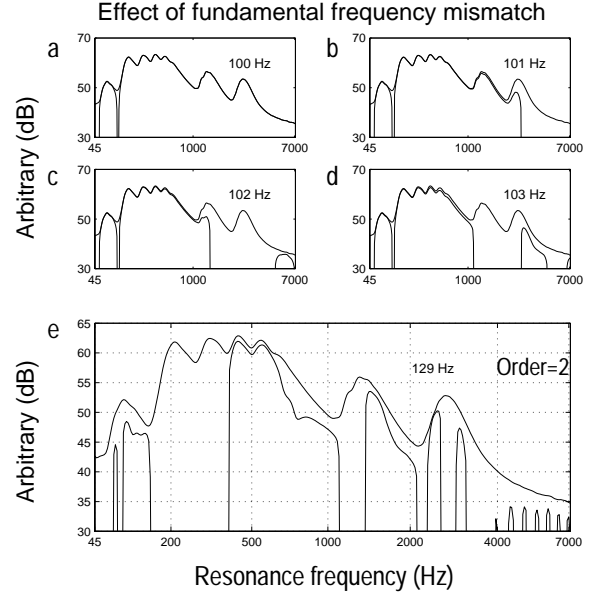 Effect of fundamental frequency mismatch
a
70
50
30
100 Hz
45
1000
7000
b
70
50
30
101 Hz
45
1000
7000
c
70
50
30
102 Hz
45
1000
7000
d
70
50
30
103 Hz
45
1000
7000
Arbitrary (dB)
e
65
60
55
50
45
40
35
30
129 Hz
Order=2
45
200
500
1000
2000
4000
7000
Arbitrary (dB)
Resonance frequency (Hz)